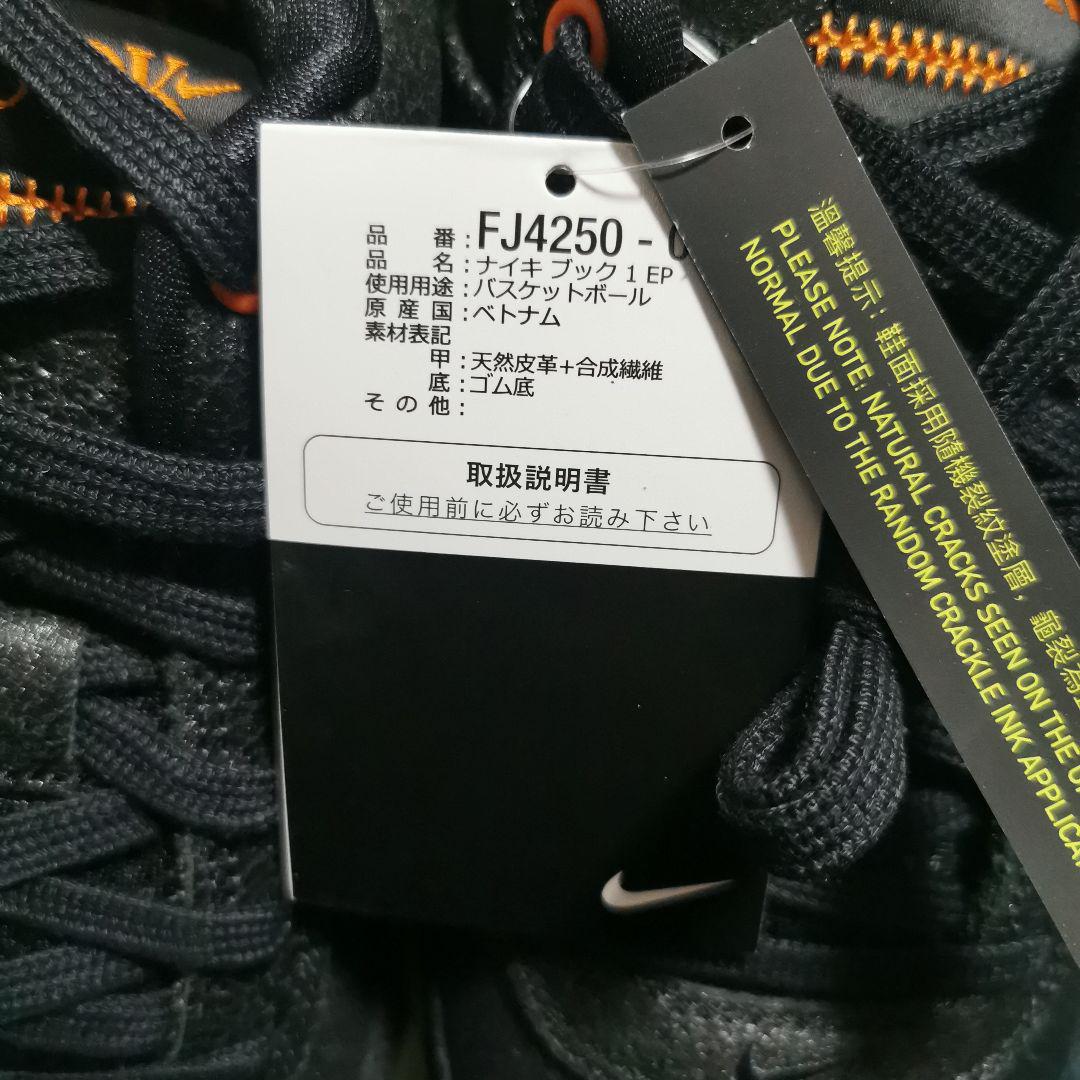 品 番 : FJ4250 - 0
品 名 : ナイキ ブック 1 EP
使用用途 : バスケットボール
原 産 国 : ベトナム
素材表記
甲 : 天然皮革+合成繊維
底 : ゴム底
そ の 他 :
取扱説明書
ご使用前に必ずお読み下さい
溫馨提示: 鞋面採用隨機裂紋塗層, 龜裂為
PLEASE NOTE: NATURAL CRACKS SEEN ON THE
NORMAL DUE TO THE RANDOM CRACKLE INK